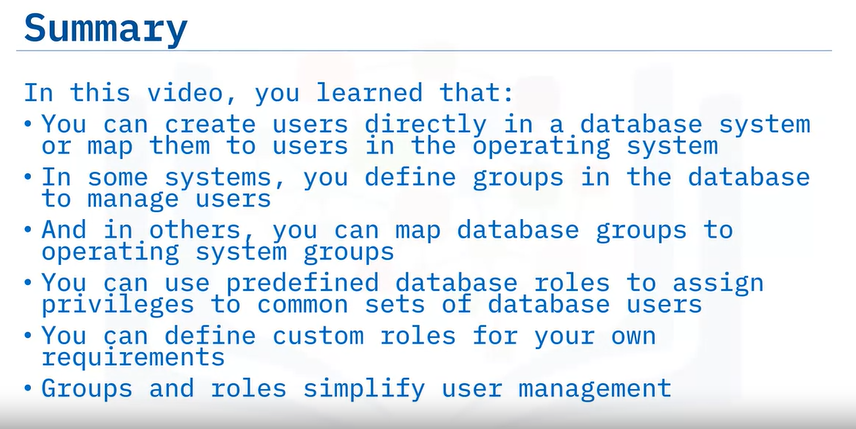 Summary
In this video, you learned that:
• You can create users directly in a database system
or map them to users in the operating system
• In some systems, you define groups in the database
to manage users
• And in others, you can map database groups to
operating system groups
• You can use predefined database roles to assign
privileges to common sets of database users
• You can define custom roles for your own
requirements
• Groups and roles simplify user management